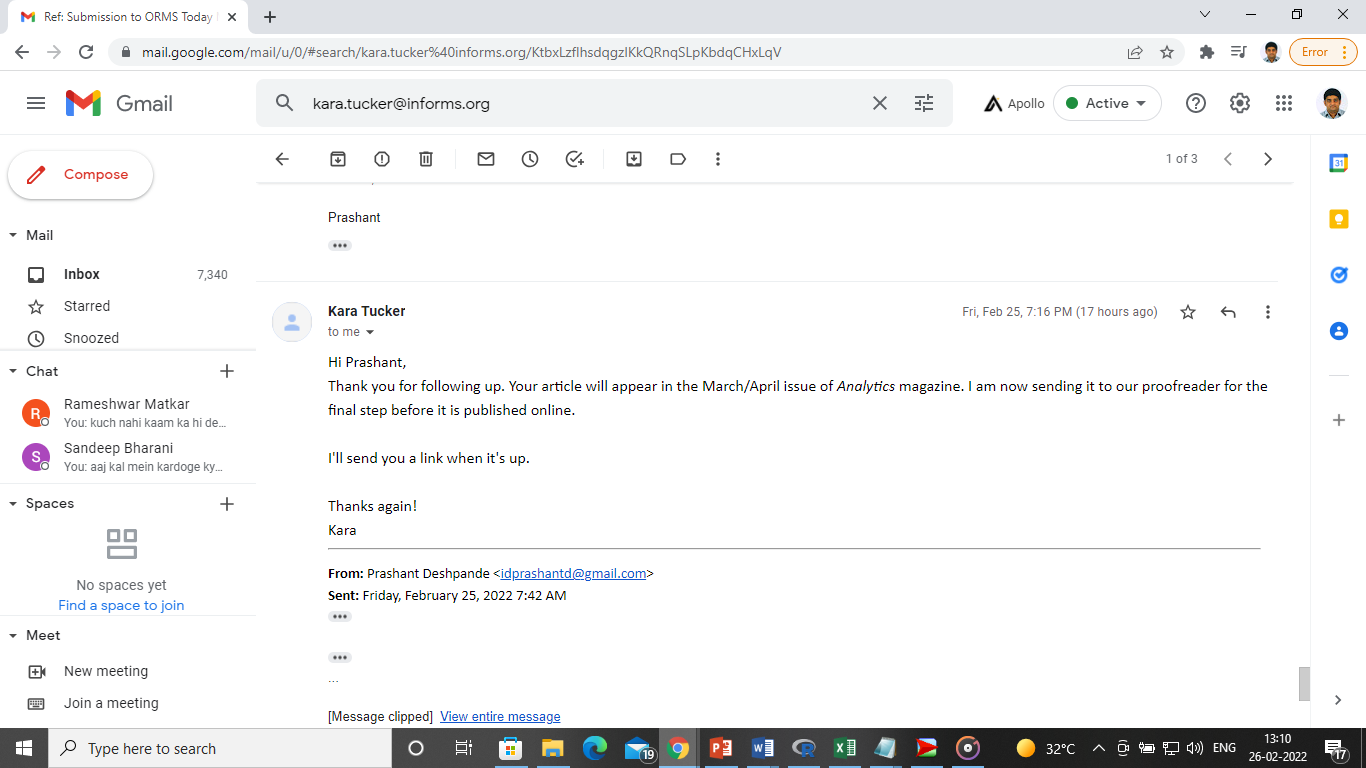 Ref: Submission to ORMS Today
mail.google.com/mail/u/0/#search/kara.tucker%40informs.org/KtbxLzflhsdqgzlKkQRnqSLpKbdqCHxLqV
Error
Gmail
kara.tucker@informs.org
Apollo
Active
Compose
1 of 3
Mail
Inbox 7,340
Starred
Snoozed
Chat
Rameshwar Matkar
You: kuch nahi kaam ka hi de...
Sandeep Bharani
You: aaj kal mein kardoge ky...
Spaces
No spaces yet
Find a space to join
Meet
New meeting
Join a meeting
Prashant
Kara Tucker
Fri, Feb 25, 7:16 PM (17 hours ago)
to me
Hi Prashant,
Thank you for following up. Your article will appear in the March/April issue of Analytics magazine. I am now sending it to our proofreader for the
final step before it is published online.
I'll send you a link when it's up.
Thanks again!
Kara
From: Prashant Deshpande <idprashantd@gmail.com>
Sent: Friday, February 25, 2022 7:42 AM
...
[Message clipped] View entire message
31
Type here to search
19
32°C
ENG
13:10
26-02-2022
17